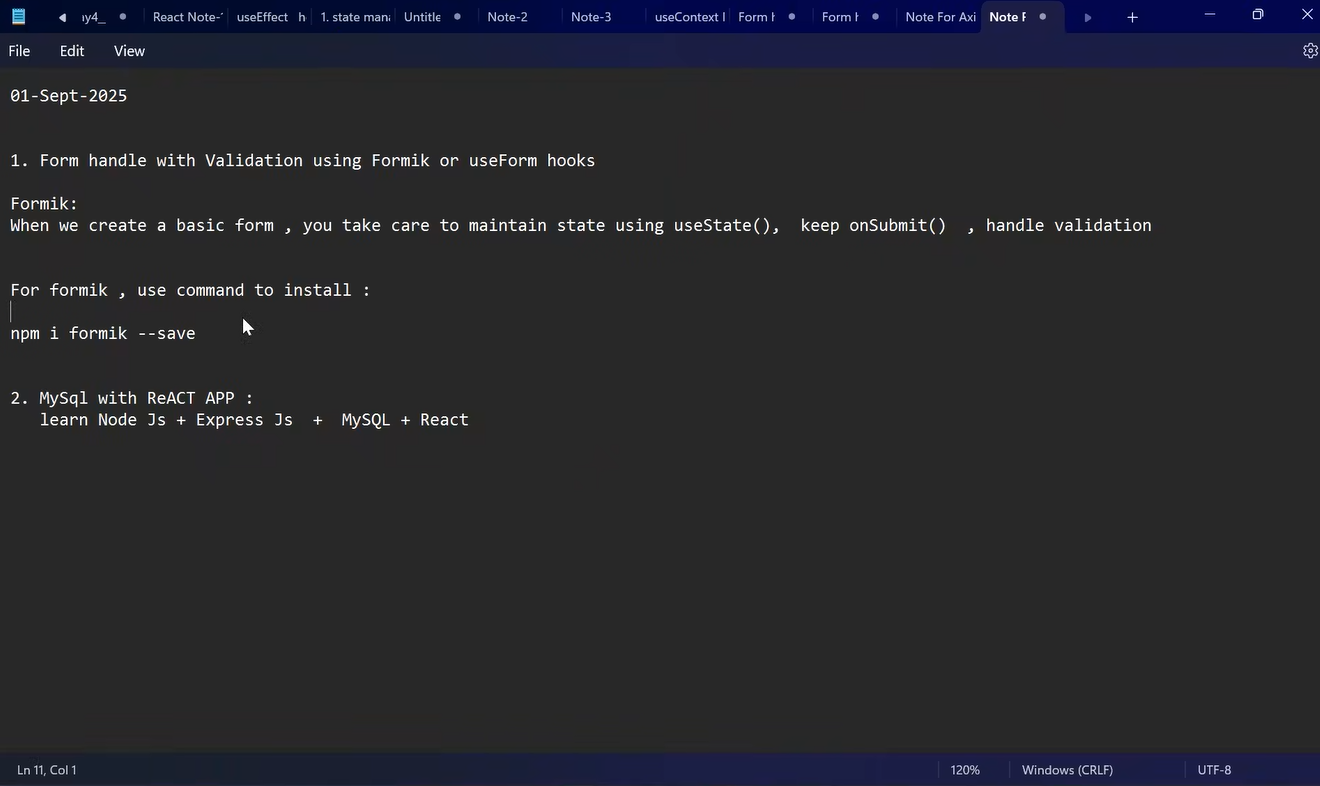 React Note-
useEffect h
1. state man
Untitle
Note-2
Note-3
useContext
Form
Form
Note For Axi
Note F
File Edit View
01-Sept-2025
1. Form handle with Validation using Formik or useForm hooks
Formik:
When we create a basic form , you take care to maintain state using useState(), keep onSubmit() , handle validation
For formik , use command to install :
npm i formik --save
2. MySql with ReACT APP :
learn Node Js + Express Js + MySQL + React
Ln 11, Col 1
120%
Windows (CRLF)
UTF-8